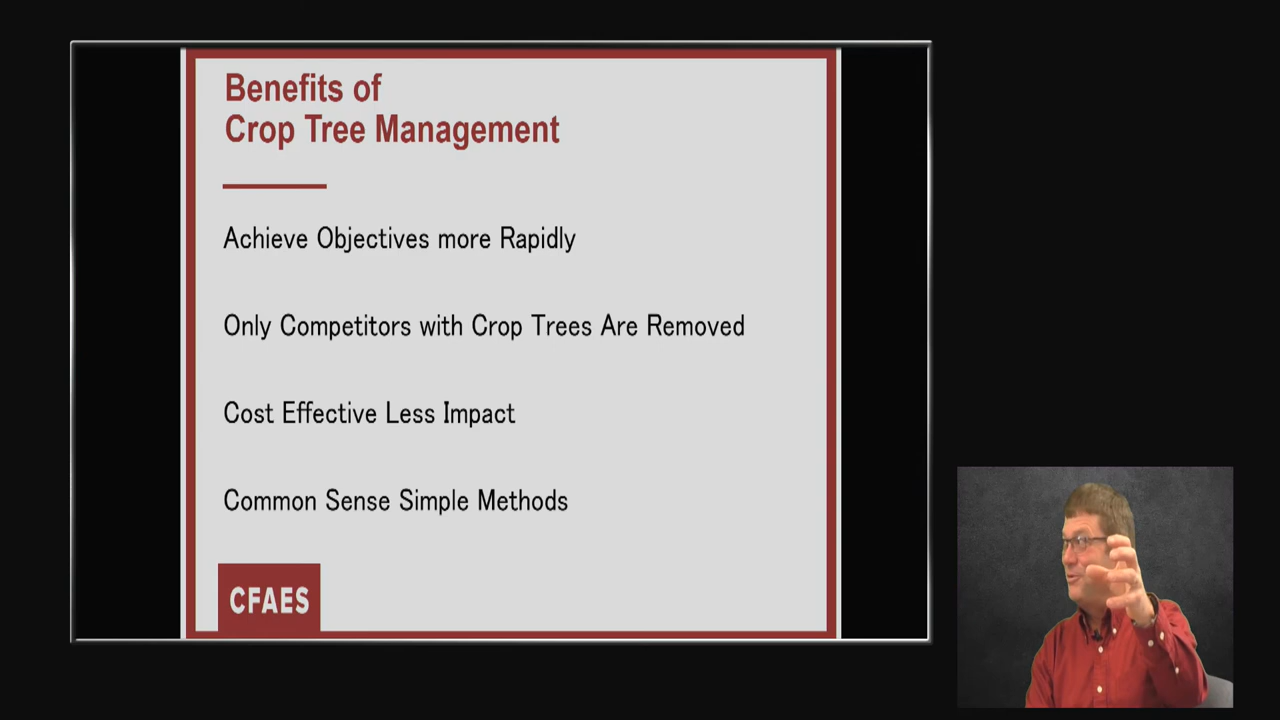 Benefits of
Crop Tree Management
Achieve Objectives more Rapidly
Only Competitors with Crop Trees Are Removed
Cost Effective Less Impact
Common Sense Simple Methods
CFAES